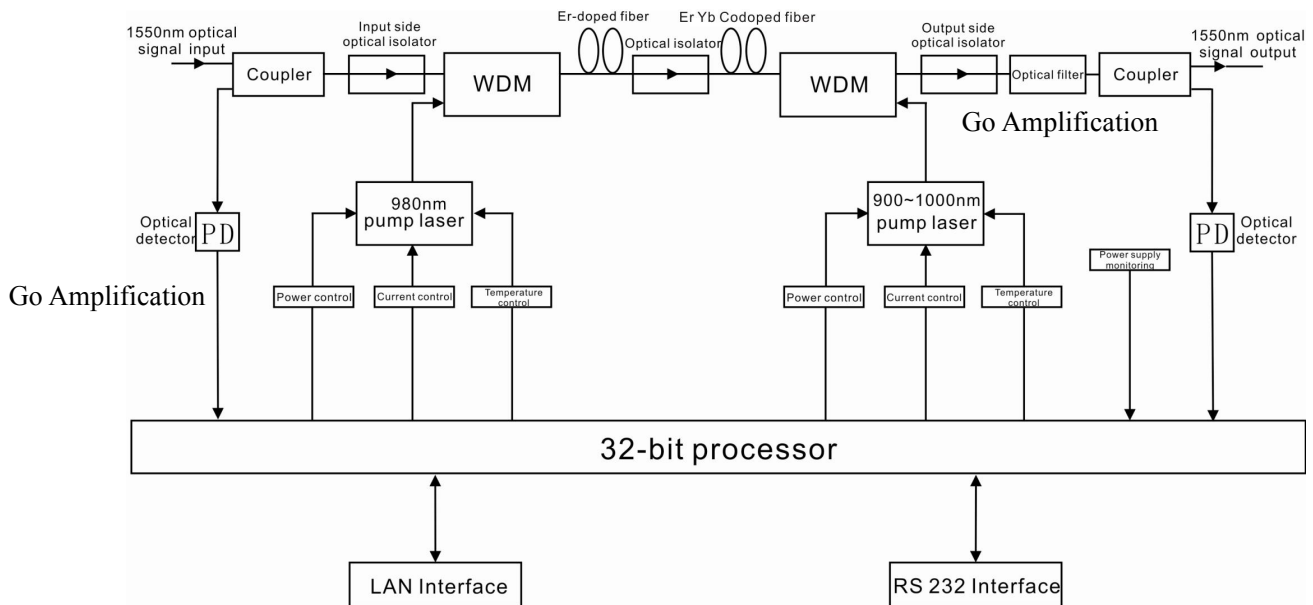 Er-doped fiber
Er Yb Codoped fiber
1550nm optical
signal input
Input side
optical isolator
Optical isolator
Output side
optical isolator
1550nm optical
signal output
Coupler
WDM
WDM
Optical filter
Coupler
Go Amplification
980nm
pump laser
900~1000nm
pump laser
Optical
detector
PD
PD
Optical
detector
Go Amplification
Power control
Current control
Temperature
control
Power control
Current control
Temperature
control
Power supply
monitoring
32-bit processor
LAN Interface
RS 232 Interface